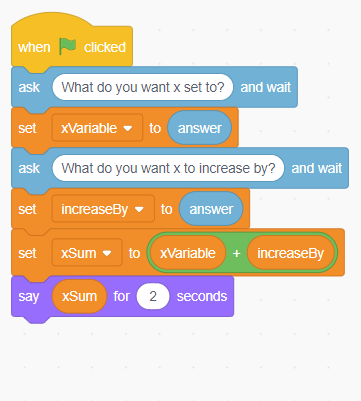 when clicked
ask What do you want x set to? and wait
set xVariable to answer
ask What do you want x to increase by? and wait
set increaseBy to answer
set xSum to xVariable + increaseBy
say xSum for 2 seconds